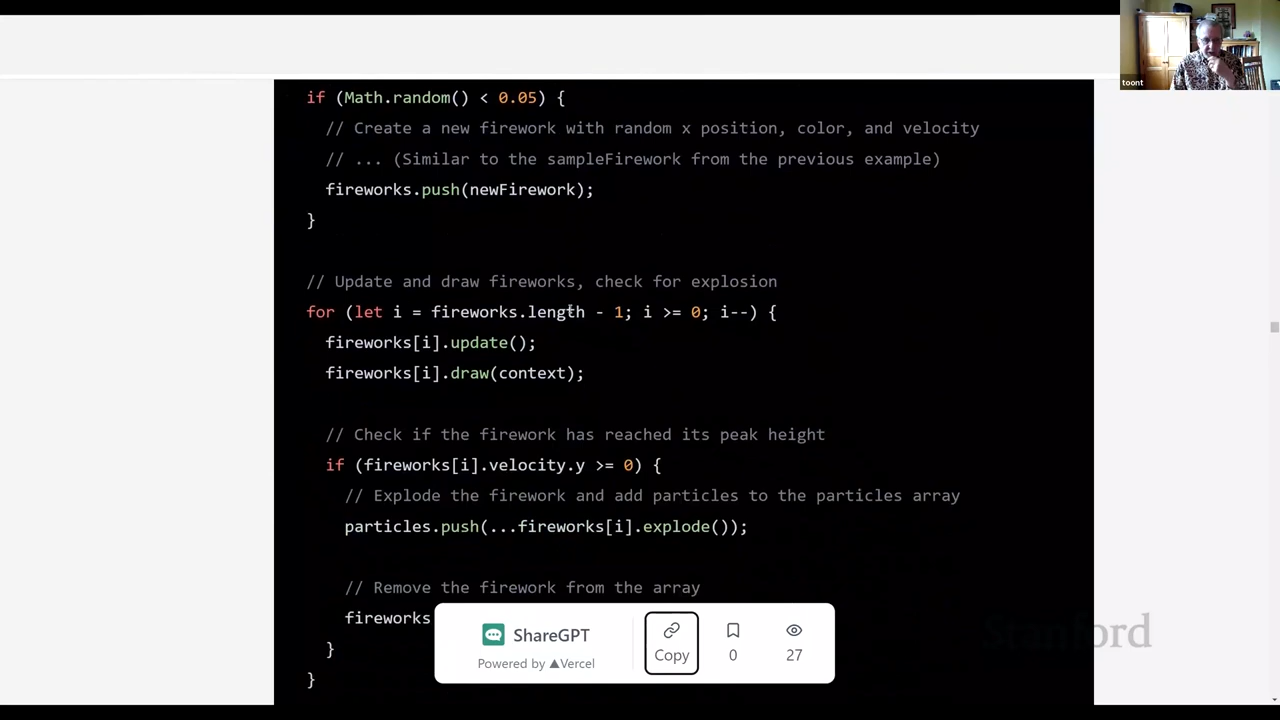 toont
if (Math.random() < 0.05) {
// Create a new firework with random x position, color, and velocity
// ... (Similar to the sampleFirework from the previous example)
fireworks.push(newFirework);
}
// Update and draw fireworks, check for explosion
for (let i = fireworks.length - 1; i >= 0; i--) {
fireworks[i].update();
fireworks[i].draw(context);
// Check if the firework has reached its peak height
if (fireworks[i].velocity.y >= 0) {
// Explode the firework and add particles to the particles array
particles.push(...fireworks[i].explode());
// Remove the firework from the array
fireworks
}
}
ShareGPT
Powered by ▲Vercel
Copy
0
27
Stanford